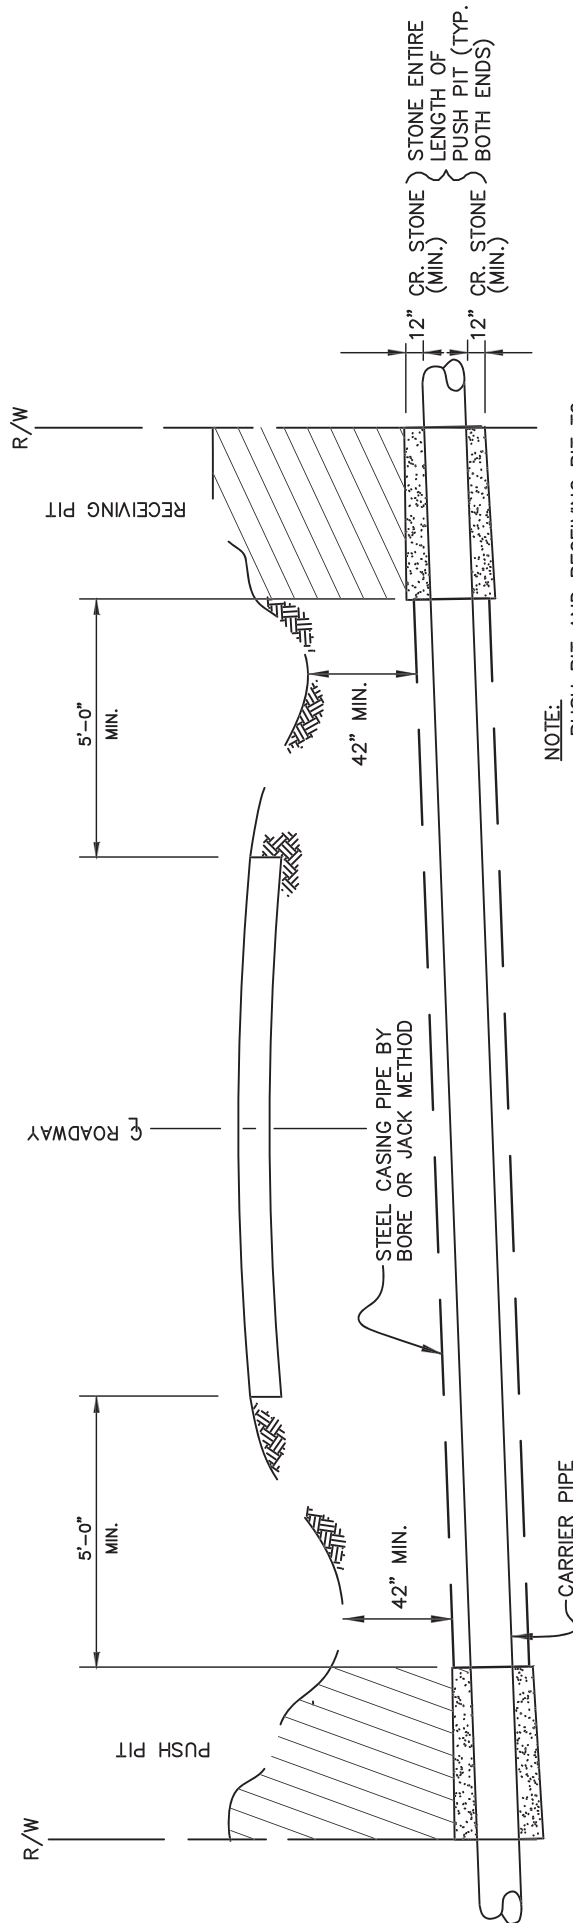 R/W
RECEIVING PIT
5'-0"
MIN.
42" MIN.
12" CR. STONE
(MIN.)
12" CR. STONE
(MIN.)
STONE ENTIRE
LENGTH OF
PUSH PIT (TYP.
BOTH ENDS)
NOTE:
℄ ROADWAY
STEEL CASING PIPE BY
BORE OR JACK METHOD
5'-0"
MIN.
42" MIN.
CARRIER PIPE
PUSH PIT
R/W